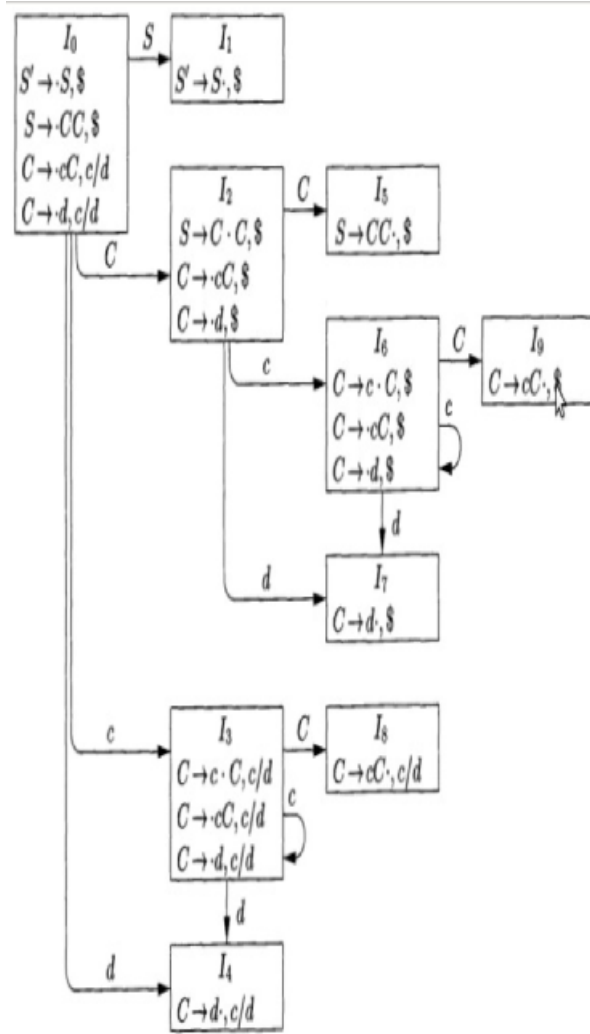 I₀
S' → ·S, $
S → ·CC, $
C → ·cC, c/d
C → ·d, c/d
S
I₁
S' → S·, $
C
I₂
S → C · C, $
C → ·cC, $
C → ·d, $
C
I₅
S → CC·, $
c
I₆
C → c · C, $
C → ·cC, $
C → ·d, $
C
I₉
C → cC·, $
c
d
d
I₇
C → d·, $
c
I₃
C → c · C, c/d
C → ·cC, c/d
C → ·d, c/d
C
I₈
C → cC·, c/d
c
d
d
I₄
C → d·, c/d